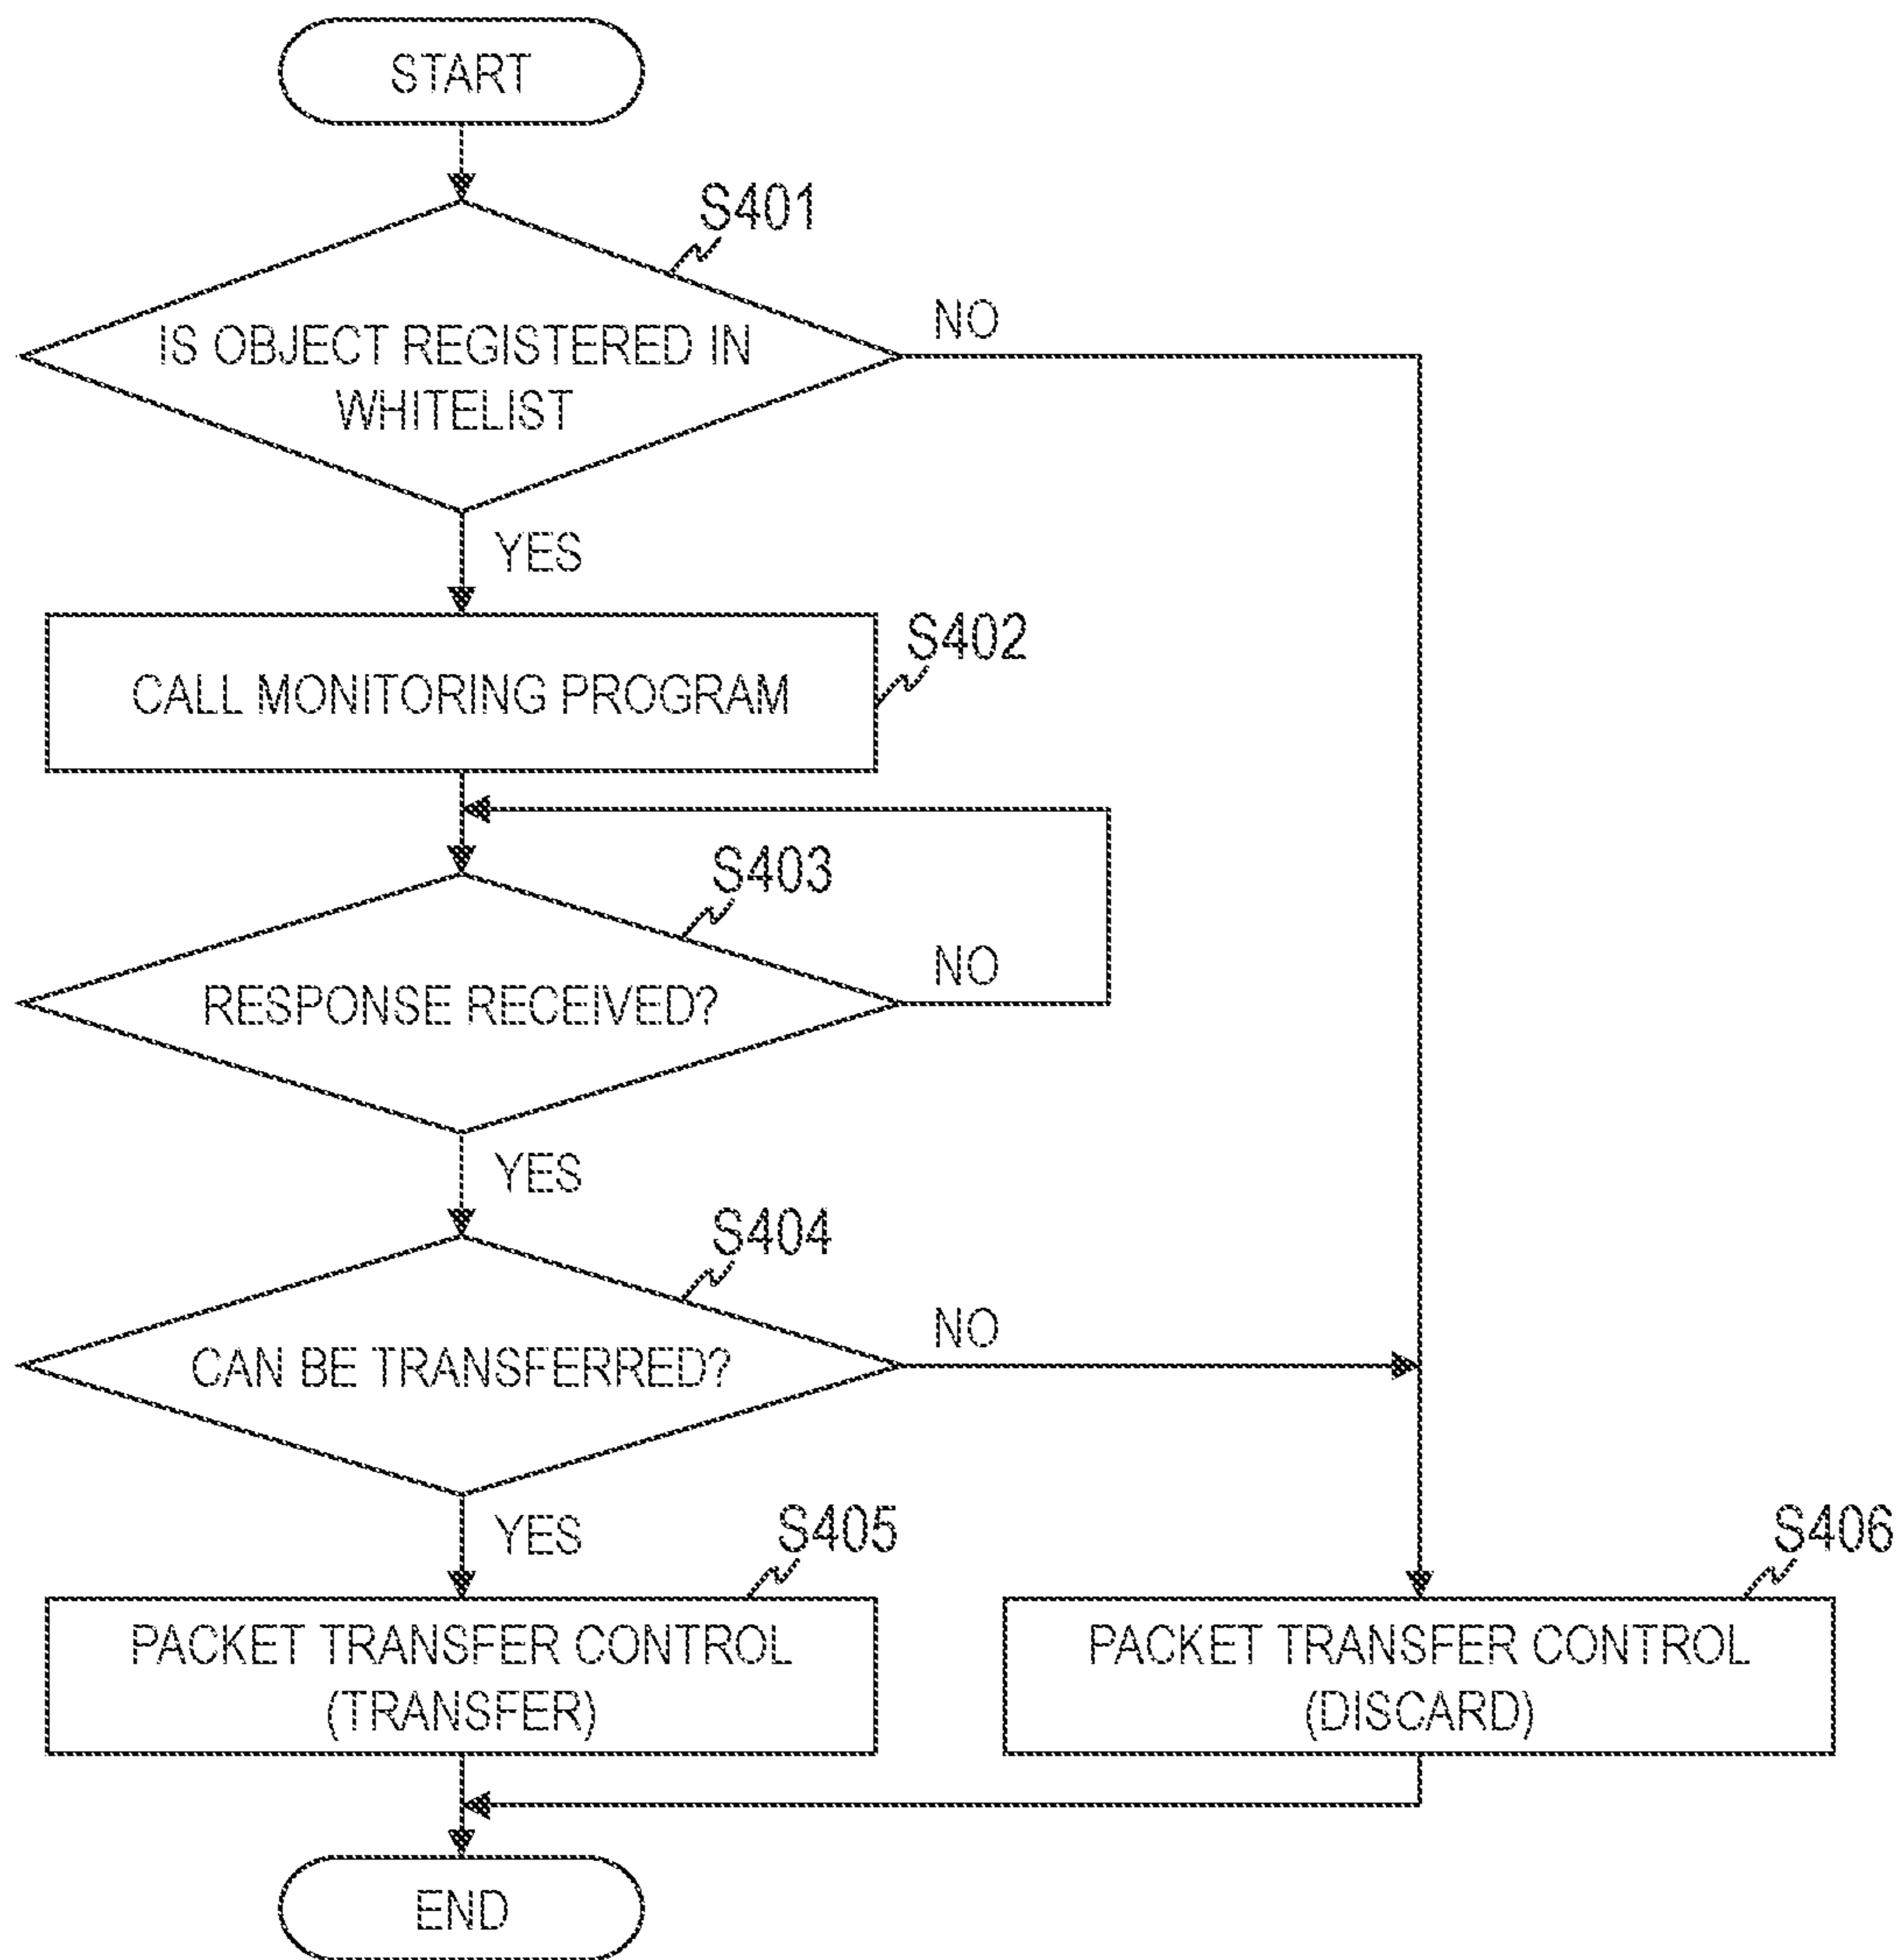 START
S401
IS OBJECT REGISTERED IN
WHITELIST
NO
YES
S402
CALL MONITORING PROGRAM
S403
RESPONSE RECEIVED?
NO
YES
S404
CAN BE TRANSFERRED?
NO
YES
S405
PACKET TRANSFER CONTROL
(TRANSFER)
S406
PACKET TRANSFER CONTROL
(DISCARD)
END